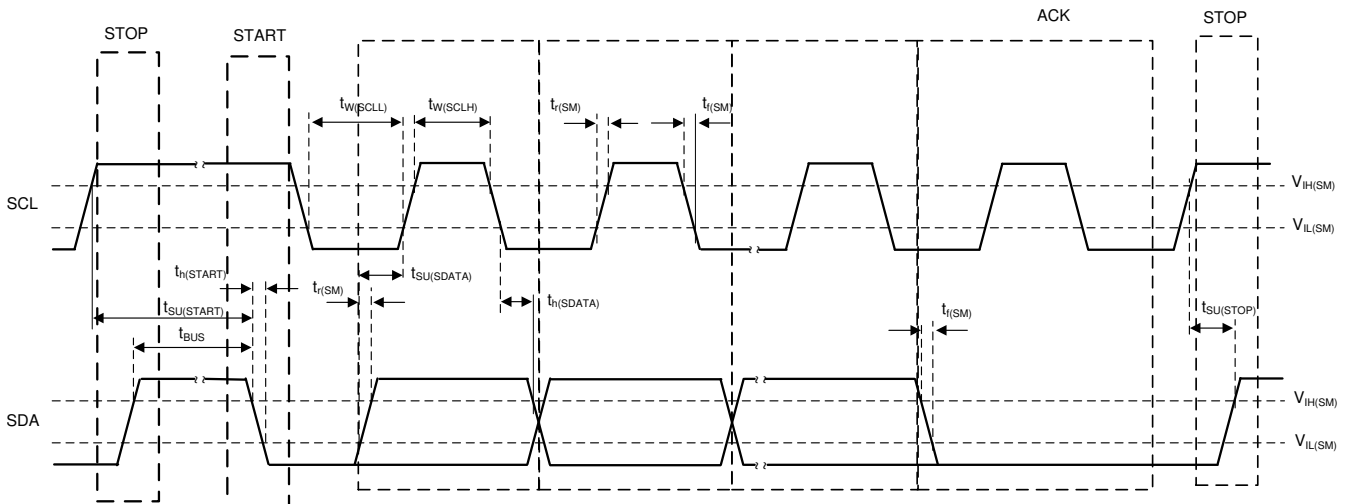 ACK
STOP
START
STOP
tW(SCLL)
tW(SCLH)
tr(SM)
tf(SM)
VIH(SM)
SCL
VIL(SM)
th(START)
tr(SM)
tSU(SDATA)
th(SDATA)
tSU(START)
tf(SM)
tSU(STOP)
tBUS
VIH(SM)
SDA
VIL(SM)